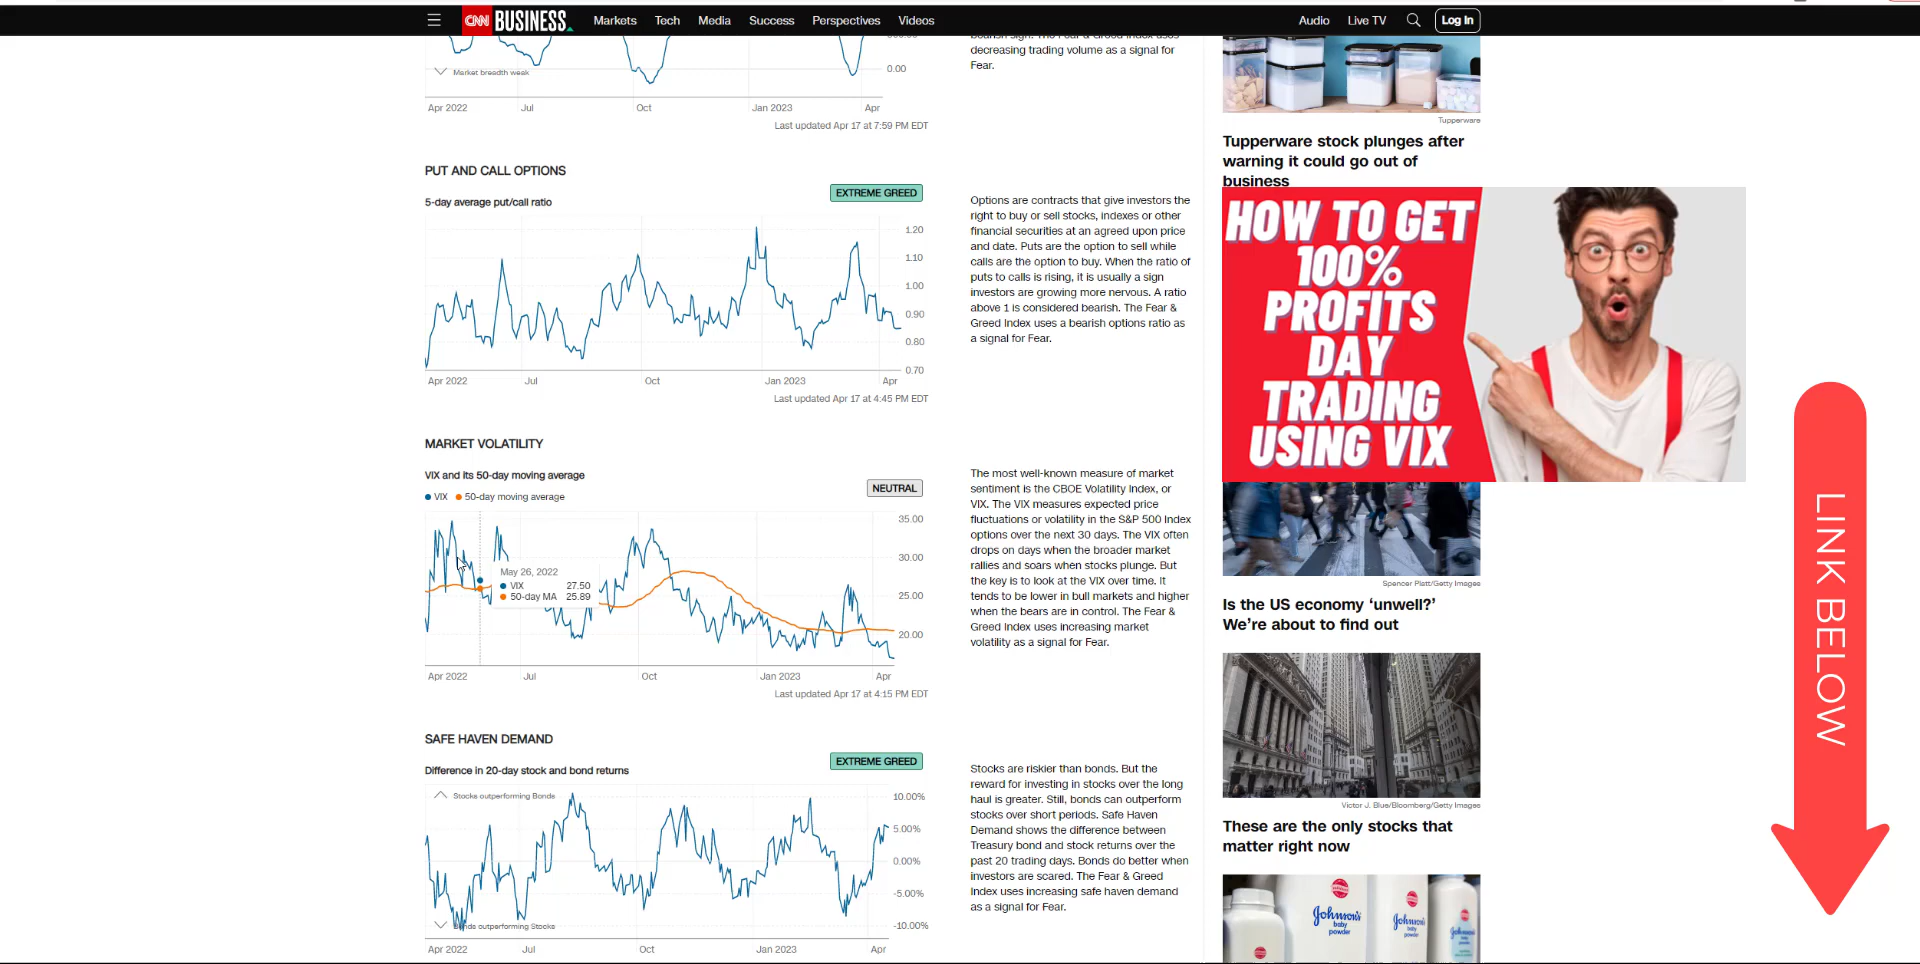 CNN BUSINESS
Markets Tech Media Success Perspectives Videos
Audio Live TV Log In
0.00
Market breadth weak
Apr 2022 Jul Oct Jan 2023 Apr
Last updated Apr 17 at 7:59 PM EDT
decreasing trading volume as a signal for
Fear.
PUT AND CALL OPTIONS
EXTREME GREED
5-day average put/call ratio
1.20
1.10
1.00
0.90
0.80
0.70
Apr 2022 Jul Oct Jan 2023 Apr
Last updated Apr 17 at 4:45 PM EDT
Options are contracts that give investors the
right to buy or sell stocks, indexes or other
financial securities at an agreed upon price
and date. Puts are the option to sell while
calls are the option to buy. When the ratio of
puts to calls is rising, it is usually a sign
investors are growing more nervous. A ratio
above 1 is considered bearish. The Fear &
Greed Index uses a bearish options ratio as
a signal for Fear.
MARKET VOLATILITY
VIX and its 50-day moving average
NEUTRAL
VIX 50-day moving average
35.00
30.00
25.00
20.00
May 26, 2022
VIX 27.50
50-day MA 25.89
Apr 2022 Jul Oct Jan 2023 Apr
Last updated Apr 17 at 4:15 PM EDT
The most well-known measure of market
sentiment is the CBOE Volatility Index, or
VIX. The VIX measures expected price
fluctuations or volatility in the S&P 500 Index
options over the next 30 days. The VIX often
drops on days when the broader market
rallies and soars when stocks plunge. But
the key is to look at the VIX over time. It
tends to be lower in bull markets and higher
when the bears are in control. The Fear &
Greed Index uses increasing market
volatility as a signal for Fear.
SAFE HAVEN DEMAND
EXTREME GREED
Difference in 20-day stock and bond returns
Stocks outperforming Bonds
10.00%
5.00%
0.00%
-5.00%
-10.00%
Bonds outperforming Stocks
Apr 2022 Jul Oct Jan 2023 Apr
Stocks are riskier than bonds. But the
reward for investing in stocks over the long
haul is greater. Still, bonds can outperform
stocks over short periods. Safe Haven
Demand shows the difference between
Treasury bond and stock returns over the
past 20 trading days. Bonds do better when
investors are scared. The Fear & Greed
Index uses increasing safe haven demand
as a signal for Fear.
Tupperware
Tupperware stock plunges after
warning it could go out of
business
HOW TO GET
100%
PROFITS
DAY
TRADING
USING VIX
Spencer Platt/Getty Images
Is the US economy ‘unwell?’
We’re about to find out
Victor J. Blue/Bloomberg/Getty Images
These are the only stocks that
matter right now
Johnson's
baby
powder
Johnson's
baby
powder
LINK BELOW